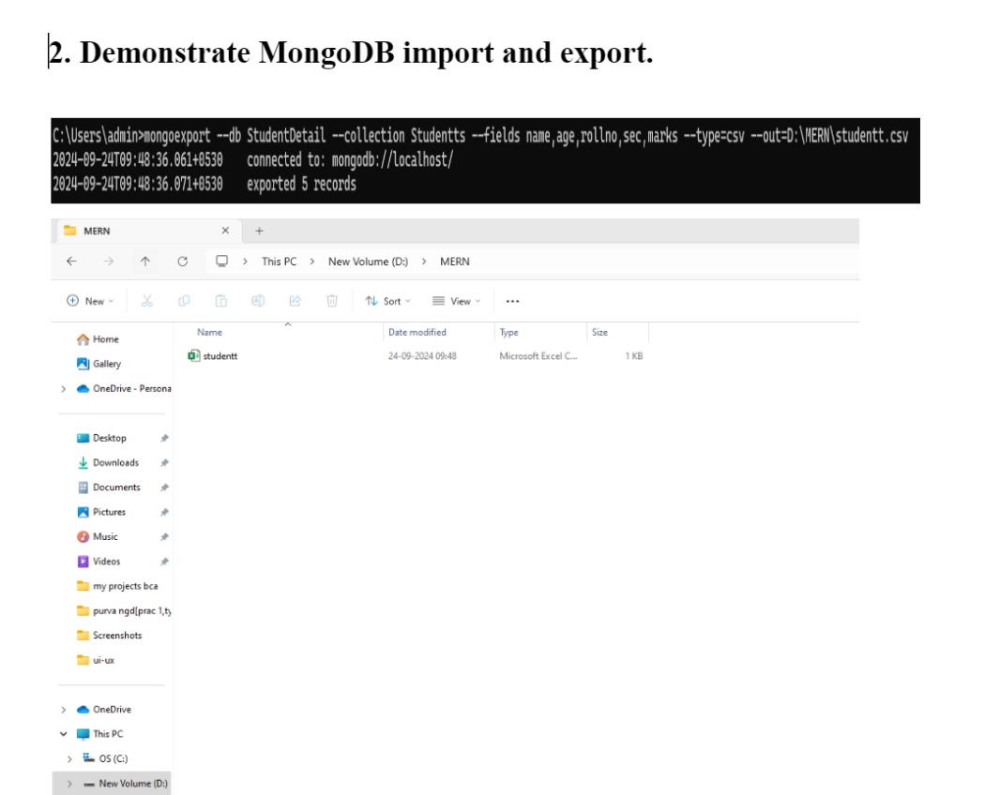 2. Demonstrate MongoDB import and export.
C:\Users\admin>mongoexport --db StudentDetail --collection Studentts --fields name,age,rollno,sec,marks --type=csv --out=D:\MERN\studentt.csv
2024-09-24T09:48:36.061+0530    connected to: mongodb://localhost/
2024-09-24T09:48:36.071+0530    exported 5 records
MERN
This PC > New Volume (D:) > MERN
New Sort View ...
Name Date modified Type Size
studentt 24-09-2024 09:48 Microsoft Excel C... 1 KB
Home
Gallery
OneDrive - Persona
Desktop
Downloads
Documents
Pictures
Music
Videos
my projects bca
purva ngd[prac 1,ty
Screenshots
ui-ux
OneDrive
This PC
OS (C:)
New Volume (D:)